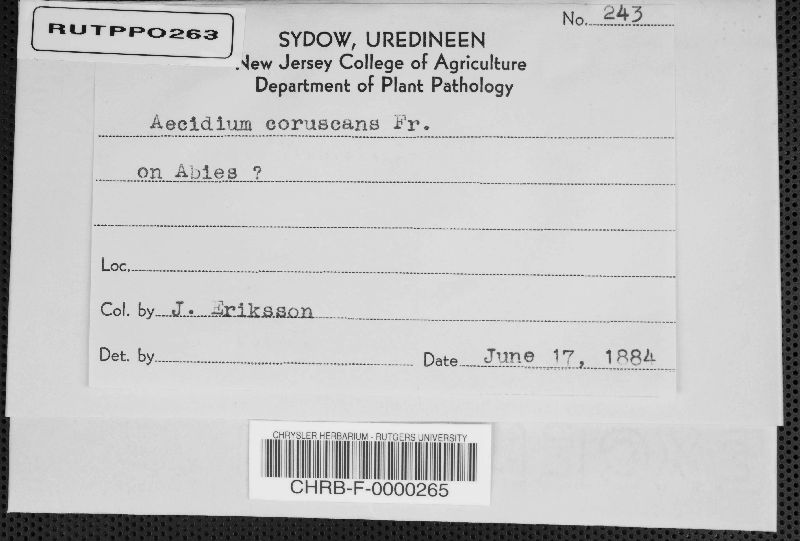 RUTPPO263
No. 243
SYDOW, UREDINEEN
New Jersey College of Agriculture
Department of Plant Pathology
Aecidium coruscans Fr.
on Abies ?
Loc.
Col. by J. Eriksson
Det. by Date June 17, 1884
CHRYSLER HERBARIUM - RUTGERS UNIVERSITY
CHRB-F-0000265